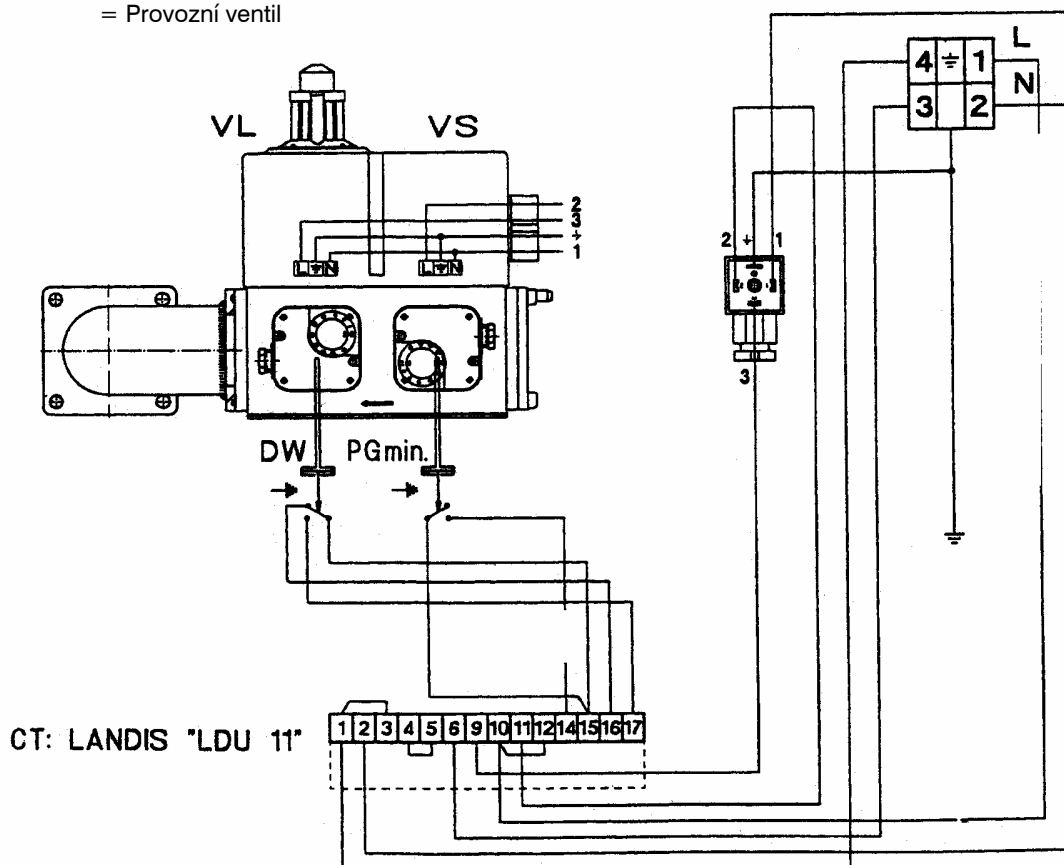 = Provozní ventil
L
4 1
N
3 2
VL VS
2
3
1
L N L N
2 1
3
DW PGmin.
CT: LANDIS "LDU 11"
1 2 3 4 5 6 9 10 11 12 14 15 16 17